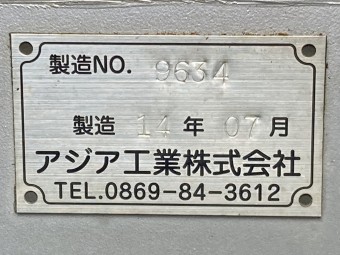 製造NO. 9634
製造 14 年 07 月
アジア工業株式会社
TEL.0869-84-3612